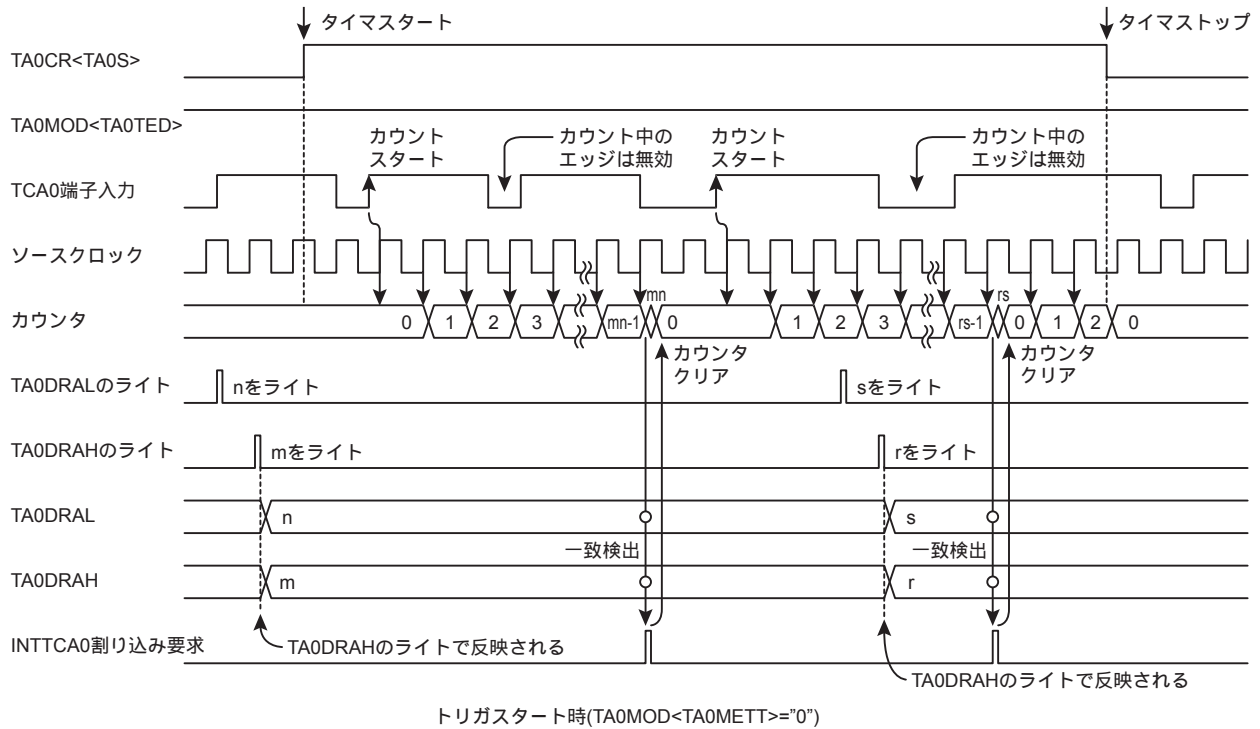 タイマスタート
タイマストップ
TA0CR<TA0S>
TA0MOD<TA0TED>
カウント
スタート
カウント中の
エッジは無効
カウント
スタート
カウント中の
エッジは無効
TCA0端子入力
ソースクロック
mn
rs
カウンタ
0 1 2 3 mn-1 0 1 2 3 rs-1 0 1 2 0
カウンタ
クリア
カウンタ
クリア
TA0DRALのライト
nをライト
sをライト
TA0DRAHのライト
mをライト
rをライト
TA0DRAL
n
s
一致検出
一致検出
TA0DRAH
m
r
INTTCA0割り込み要求
TA0DRAHのライトで反映される
TA0DRAHのライトで反映される
トリガスタート時(TA0MOD<TA0METT>=”0”)